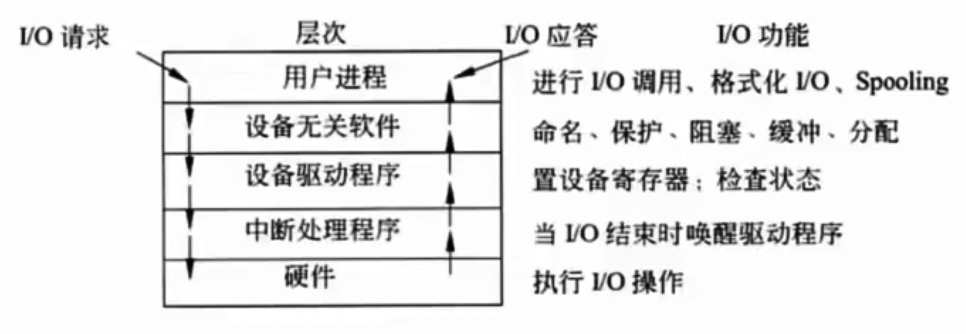 I/O 请求 层次 I/O 应答 I/O 功能
用户进程 进行 I/O 调用、格式化 I/O、Spooling
设备无关软件 命名、保护、阻塞、缓冲、分配
设备驱动程序 置设备寄存器；检查状态
中断处理程序 当 I/O 结束时唤醒驱动程序
硬件 执行 I/O 操作